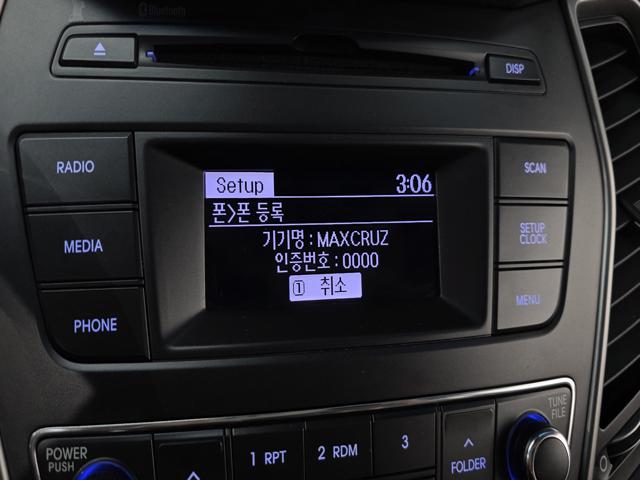 Bluetooth
DISP
RADIO
SCAN
MEDIA
SETUP
CLOCK
PHONE
MENU
Setup 3:06
폰>폰 등록
기기명 : MAXCRUZ
인증번호 : 0000
① 취소
POWER
PUSH
1 RPT
2 RDM
3
FOLDER
TUNE
FILE